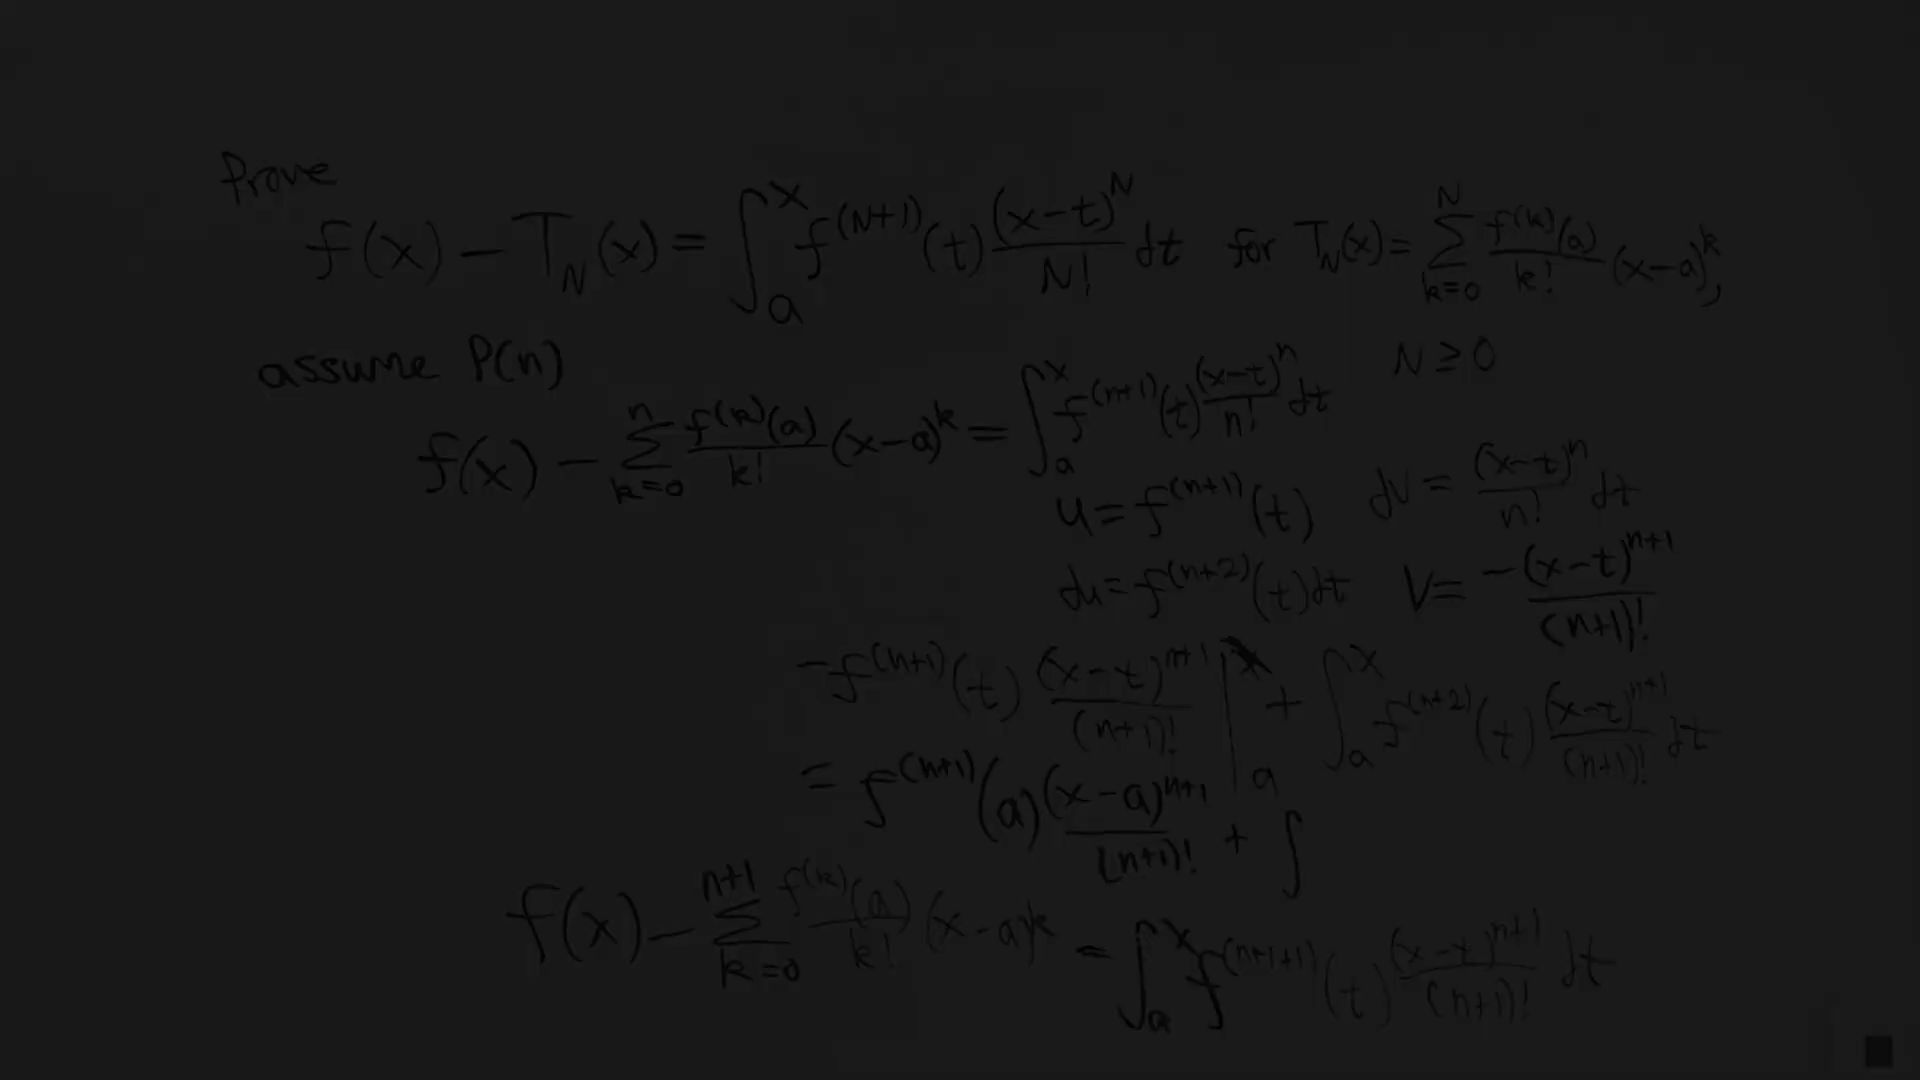 Prove
f(x) - T_N(x) = ∫_a^x f^(N+1)(t) (x-t)^N/N! dt for T_N(x) = Σ_{k=0}^N f^(k)(a)/k! (x-a)^k,
N ≥ 0
assume P(n)
f(x) - Σ_{k=0}^n f^(k)(a)/k! (x-a)^k = ∫_a^x f^(n+1)(t) (x-t)^n/n! dt
u = f^(n+1)(t) dv = (x-t)^n/n! dt
du = f^(n+2)(t)dt v = -(x-t)^{n+1}/(n+1)!
-f^(n+1)(t) (x-t)^{n+1}/(n+1)! |_a^x + ∫_a^x f^(n+2)(t) (x-t)^{n+1}/(n+1)! dt
= f^(n+1)(a) (x-a)^{n+1}/(n+1)! + ∫
f(x) - Σ_{k=0}^{n+1} f^(k)(a)/k! (x-a)^k = ∫_a^x f^(n+1+1)(t) (x-t)^{n+1}/(n+1)! dt